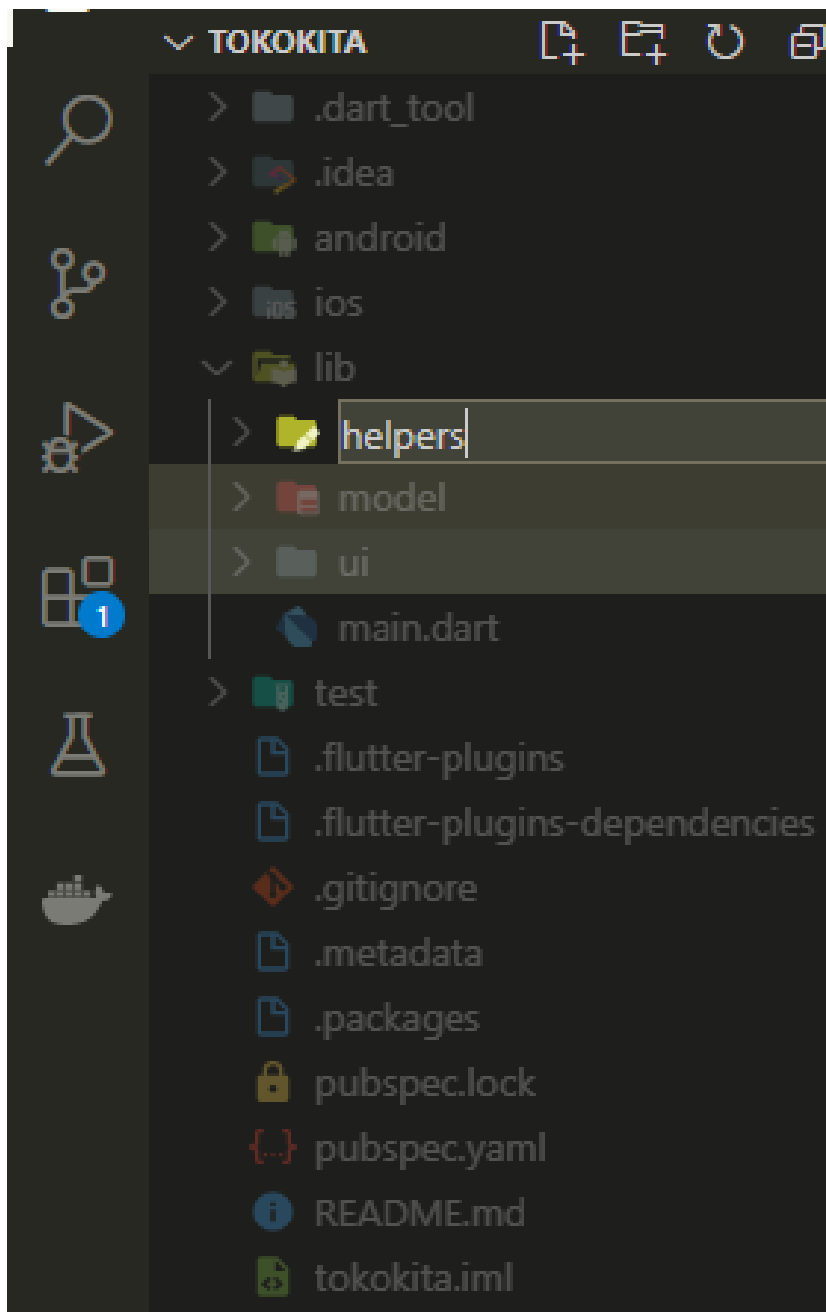 TOKOKITA
.dart_tool
.idea
android
ios
lib
helpers
model
ui
main.dart
1
test
.flutter-plugins
.flutter-plugins-dependencies
.gitignore
.metadata
.packages
pubspec.lock
pubspec.yaml
README.md
tokokita.iml